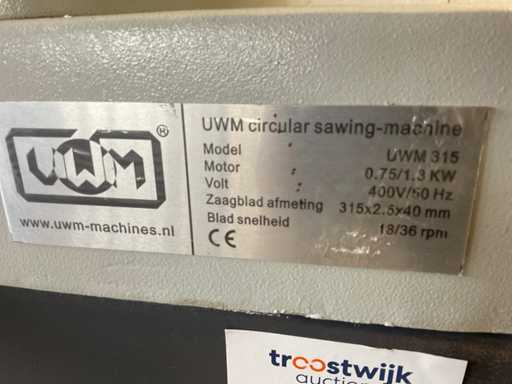 UWM®
www.uwm-machines.nl
UWM circular sawing-machine
Model : UWM 315
Motor : 0.75/1.3 KW
Volt : 400V/50 Hz
Zaagblad afmeting 315x2.5x40 mm
Blad snelheid 18/36 rpm
CE
troostwijk
auction